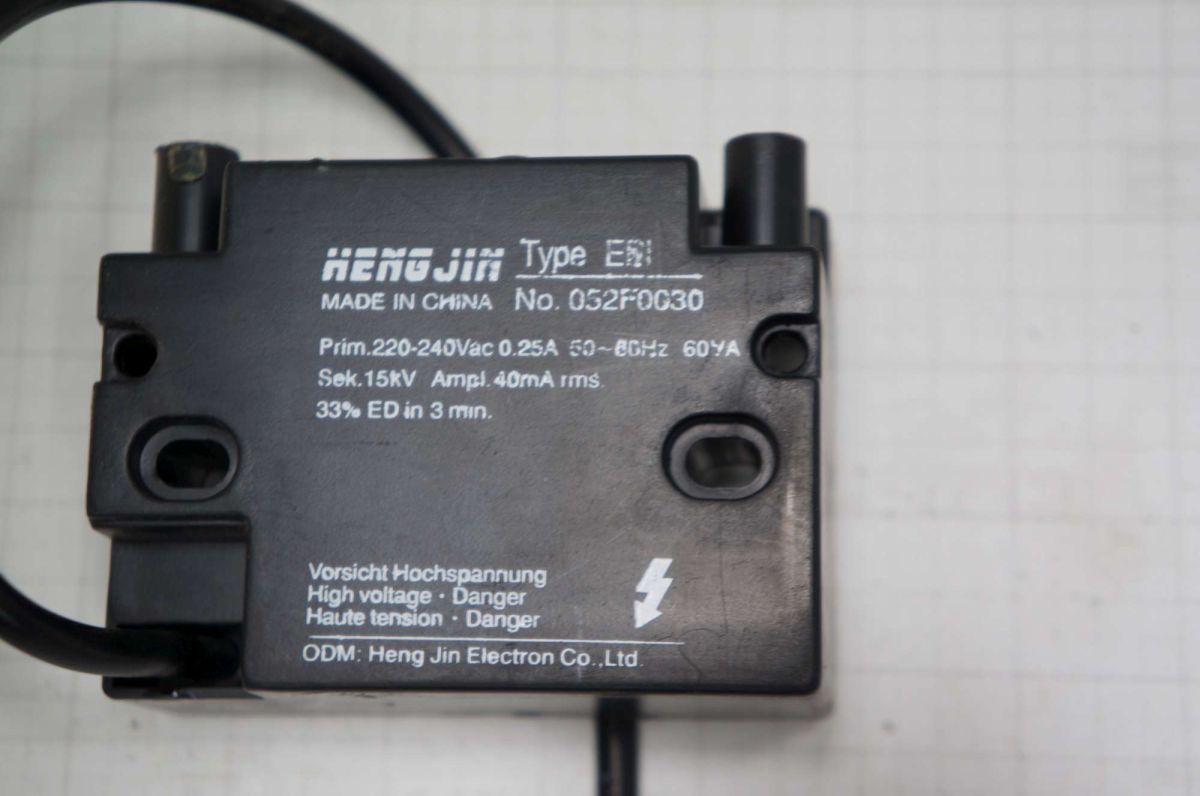 HENG JIN Type
MADE IN CHINA No. 052F0030
Prim.220-240Vac 0.25A 50~60Hz 60VA
Sek.15kV Ampl.40mA rms.
33% ED in 3 min.
Vorsicht Hochspannung
High voltage · Danger
Haute tension · Danger
ODM: Heng Jin Electron Co.,Ltd.